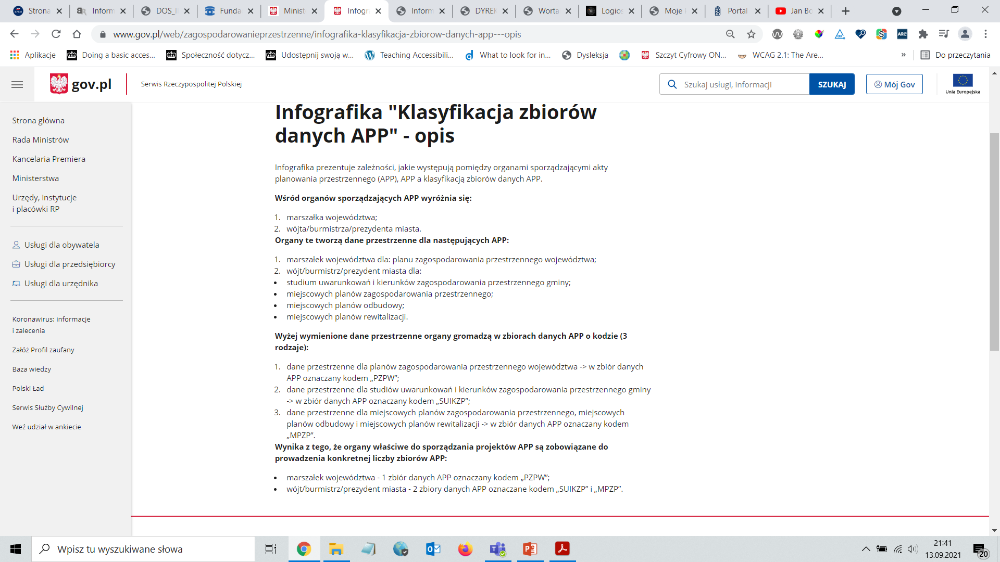 Strona
Inform
DOS_I
Funda
Minist
Infogr
Inform
DYREK
Worta
Logios
Moje
Portal
Jan Bo
www.gov.pl/web/zagospodarowanieprzestrzenne/infografika-klasyfikacja-zbiorow-danych-app---opis
Aplikacje
Doing a basic acces...
Społeczność dotycz...
Udostępnij swoją w...
Teaching Accessibili...
What to look for in...
Dysleksja
Szczyt Cyfrowy ON...
WCAG 2.1: The Are...
»
Do przeczytania
gov.pl
Serwis Rzeczypospolitej Polskiej
Szukaj usługi, informacji
SZUKAJ
Mój Gov
Unia Europejska
Strona główna
Rada Ministrów
Kancelaria Premiera
Ministerstwa
Urzędy, instytucje
i placówki RP
Usługi dla obywatela
Usługi dla przedsiębiorcy
Usługi dla urzędnika
Koronawirus: informacje
i zalecenia
Załóż Profil zaufany
Baza wiedzy
Polski Ład
Serwis Służby Cywilnej
Weź udział w ankiecie
Infografika "Klasyfikacja zbiorów
danych APP" - opis
Infografika prezentuje zależności, jakie występują pomiędzy organami sporządzającymi akty
planowania przestrzennego (APP), APP a klasyfikacją zbiorów danych APP.
Wśród organów sporządzających APP wyróżnia się:
1. marszałka województwa;
2. wójta/burmistrza/prezydenta miasta.
Organy te tworzą dane przestrzenne dla następujących APP:
1. marszałek województwa dla: planu zagospodarowania przestrzennego województwa;
2. wójt/burmistrz/prezydent miasta dla:
• studium uwarunkowań i kierunków zagospodarowania przestrzennego gminy;
• miejscowych planów zagospodarowania przestrzennego;
• miejscowych planów odbudowy;
• miejscowych planów rewitalizacji.
Wyżej wymienione dane przestrzenne organy gromadzą w zbiorach danych APP o kodzie (3
rodzaje):
1. dane przestrzenne dla planów zagospodarowania przestrzennego województwa -> w zbiór danych
APP oznaczany kodem „PZPW”;
2. dane przestrzenne dla studiów uwarunkowań i kierunków zagospodarowania przestrzennego gminy
-> w zbiór danych APP oznaczany kodem „SUIKZP”;
3. dane przestrzenne dla miejscowych planów zagospodarowania przestrzennego, miejscowych
planów odbudowy i miejscowych planów rewitalizacji -> w zbiór danych APP oznaczany kodem
„MPZP”.
Wynika z tego, że organy właściwe do sporządzania projektów APP są zobowiązane do
prowadzenia konkretnej liczby zbiorów APP:
• marszałek województwa - 1 zbiór danych APP oznaczany kodem „PZPW”;
• wójt/burmistrz/prezydent miasta - 2 zbiory danych APP oznaczane kodem „SUIKZP” i „MPZP”.
Wpisz tu wyszukiwane słowa
21:41
13.09.2021
20